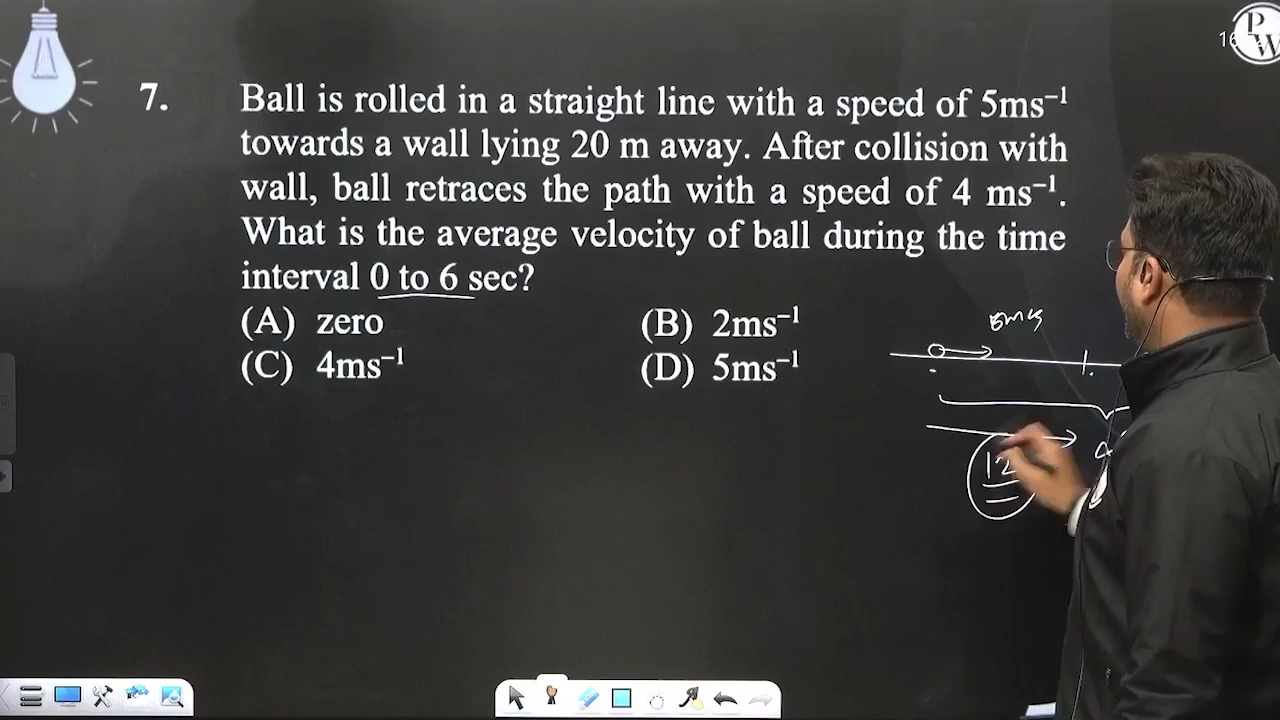 16
P
W
7. Ball is rolled in a straight line with a speed of 5ms⁻¹
towards a wall lying 20 m away. After collision with
wall, ball retraces the path with a speed of 4 ms⁻¹.
What is the average velocity of ball during the time
interval 0 to 6 sec?
(A) zero (B) 2ms⁻¹
(C) 4ms⁻¹ (D) 5ms⁻¹
12